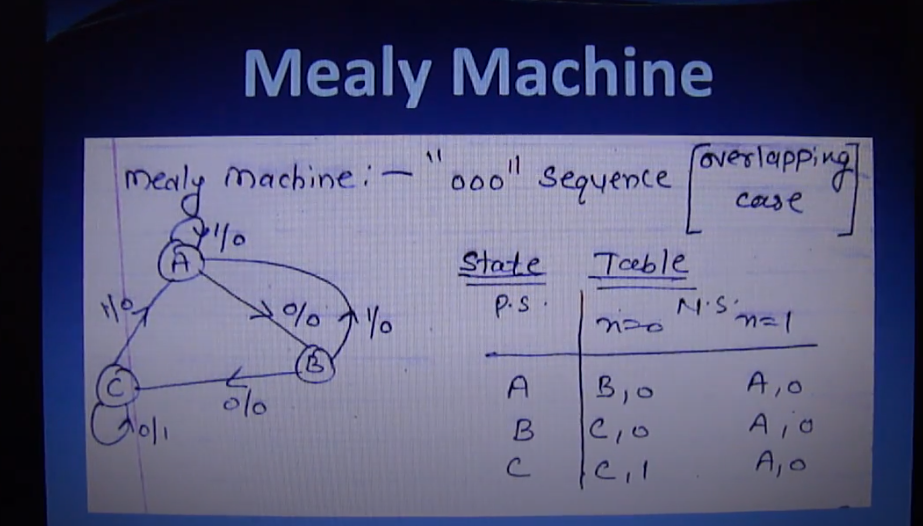 Mealy Machine
mealy machine:- "000" sequence [overlapping case]
1/0
A
State Table
P.S. N.S.
x=0 x=1
1/0
0/0
1/0
B
C
0/0
0/1
A B,0 A,0
B C,0 A,0
C C,1 A,0